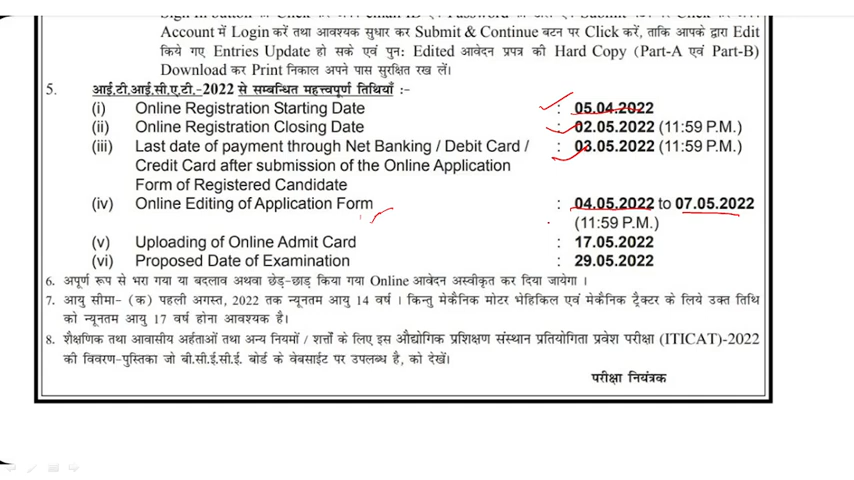 Account में Login करें तथा आवश्यक सुधार कर Submit & Continue बटन पर Click करें, ताकि आपके द्वारा Edit
किये गए Entries Update हो सके एवं पुनः Edited आवेदन प्रपत्र की Hard Copy (Part-A एवं Part-B)
Download कर Print निकाल अपने पास सुरक्षित रख लें।
5. आई.टी.आई.सी.ए.टी.-2022 से सम्बन्धित महत्त्वपूर्ण तिथियाँ :-
(i) Online Registration Starting Date : 05.04.2022
(ii) Online Registration Closing Date : 02.05.2022 (11:59 P.M.)
(iii) Last date of payment through Net Banking / Debit Card / : 03.05.2022 (11:59 P.M.)
Credit Card after submission of the Online Application
Form of Registered Candidate
(iv) Online Editing of Application Form : 04.05.2022 to 07.05.2022
(11:59 P.M.)
(v) Uploading of Online Admit Card : 17.05.2022
(vi) Proposed Date of Examination : 29.05.2022
6. अपूर्ण रूप से भरा गया या बदलाव अथवा छेड़-छाड़ किया गया Online आवेदन अस्वीकृत कर दिया जायेगा ।
7. आयु सीमा- (क) पहली अगस्त, 2022 तक न्यूनतम आयु 14 वर्ष । किन्तु मेकैनिक मोटर भेहिकिल एवं मेकैनिक ट्रैक्टर के लिये उक्त तिथि
को न्यूनतम आयु 17 वर्ष होना आवश्यक है।
8. शैक्षणिक तथा आवासीय अर्हताओं तथा अन्य नियमों / शर्त्तों के लिए इस औद्योगिक प्रशिक्षण संस्थान प्रतियोगिता प्रवेश परीक्षा (ITICAT)-2022
की विवरण-पुस्तिका जो बी.सी.ई.सी.ई. बोर्ड के वेबसाईट पर उपलब्ध है, को देखें।
परीक्षा नियंत्रक